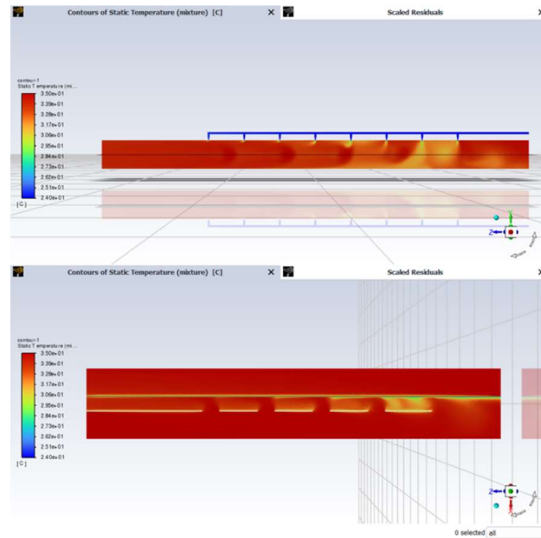 Contours of Static Temperature (mixture) [C]
Scaled Residuals
contour-1
Static Temperature (mi...
3.50e+01
3.39e+01
3.28e+01
3.17e+01
3.06e+01
2.95e+01
2.84e+01
2.73e+01
2.62e+01
2.51e+01
2.40e+01
[C]
Z
Contours of Static Temperature (mixture) [C]
Scaled Residuals
contour-1
Static Temperature (mi...
3.50e+01
3.39e+01
3.28e+01
3.17e+01
3.06e+01
2.95e+01
2.84e+01
2.73e+01
2.62e+01
2.51e+01
2.40e+01
[C]
Z
0 selected all